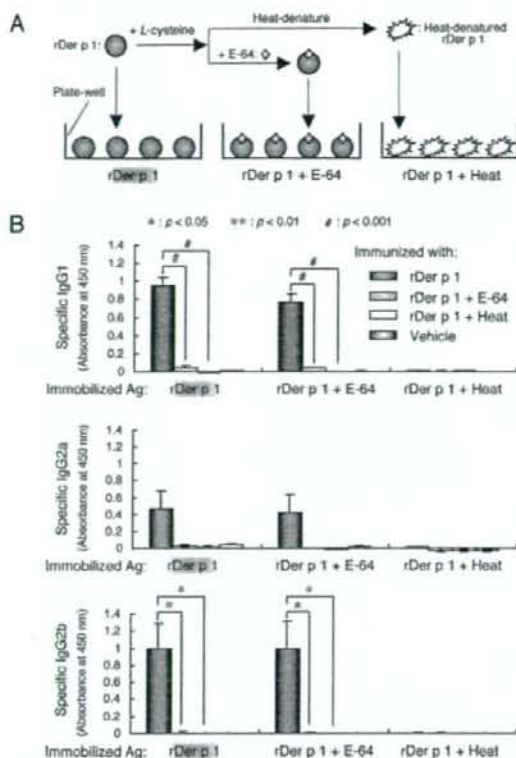 A
rDer p 1:
+ L-cysteine
Heat-denature
+ E-64:
: Heat-denatured
rDer p 1
Plate-well
rDer p 1
rDer p 1 + E-64
rDer p 1 + Heat
B
* : p < 0.05
** : p < 0.01
# : p < 0.001
Specific IgG1
(Absorbance at 450 nm)
1.4
1.2
1
0.8
0.6
0.4
0.2
0
#
#
#
#
Immunized with:
rDer p 1
rDer p 1 + E-64
rDer p 1 + Heat
Vehicle
Immobilized Ag:
rDer p 1
rDer p 1 + E-64
rDer p 1 + Heat
Specific IgG2a
(Absorbance at 450 nm)
1.4
1.2
1
0.8
0.6
0.4
0.2
0
Immobilized Ag:
rDer p 1
rDer p 1 + E-64
rDer p 1 + Heat
Specific IgG2b
(Absorbance at 450 nm)
1.4
1.2
1
0.8
0.6
0.4
0.2
0
*
*
*
*
Immobilized Ag:
rDer p 1
rDer p 1 + E-64
rDer p 1 + Heat